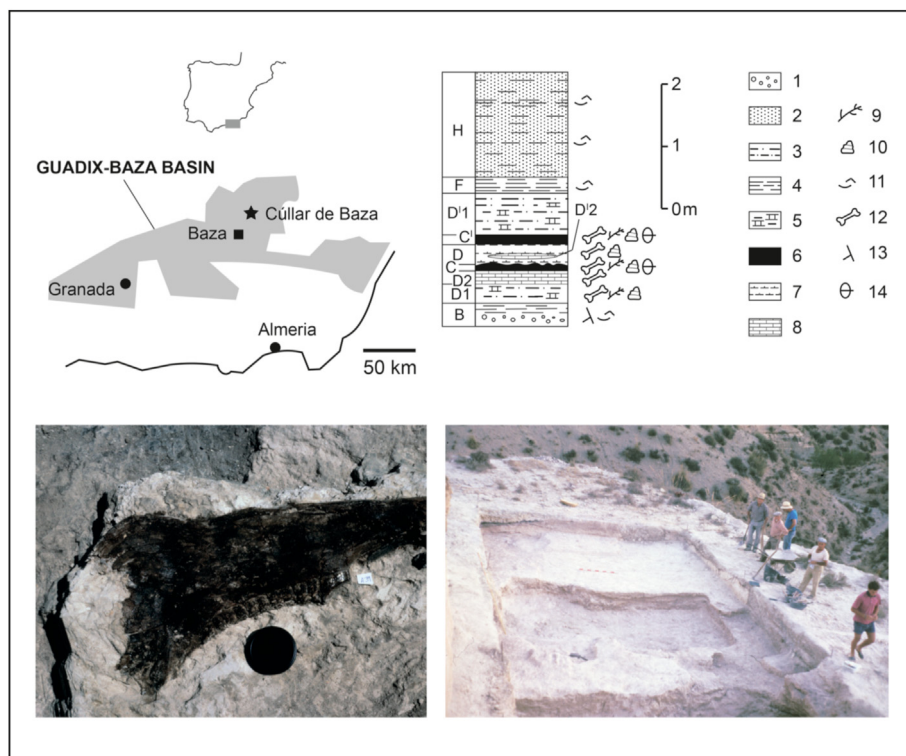 GUADIX-BAZA BASIN
Cúllar de Baza
Baza
Granada
Almeria
50 km
H
F
D'1
C'
D
C
D2
D1
B
D'2
2
1
0m
1
2
3
4
5
6
7
8
9
10
11
12
13
14